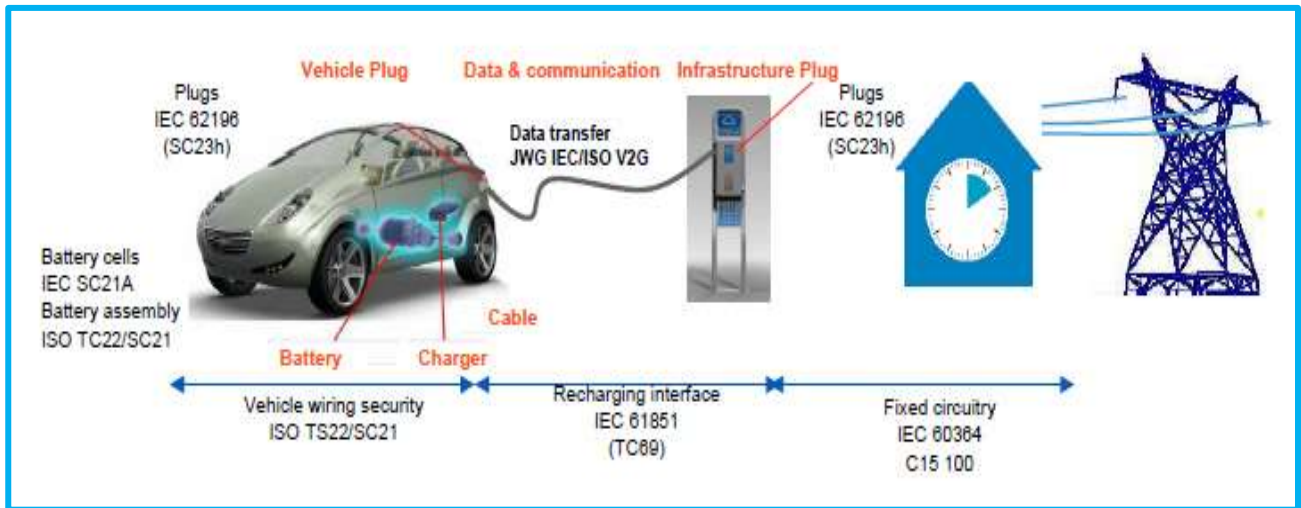 Vehicle Plug
Data & communication
Infrastructure Plug
Plugs
IEC 62196
(SC23h)
Data transfer
JWG IEC/ISO V2G
Plugs
IEC 62196
(SC23h)
Battery cells
IEC SC21A
Battery assembly
ISO TC22/SC21
Cable
Battery
Charger
Vehicle wiring security
ISO TS22/SC21
Recharging interface
IEC 61851
(TC69)
Fixed circuitry
IEC 60364
C15 100